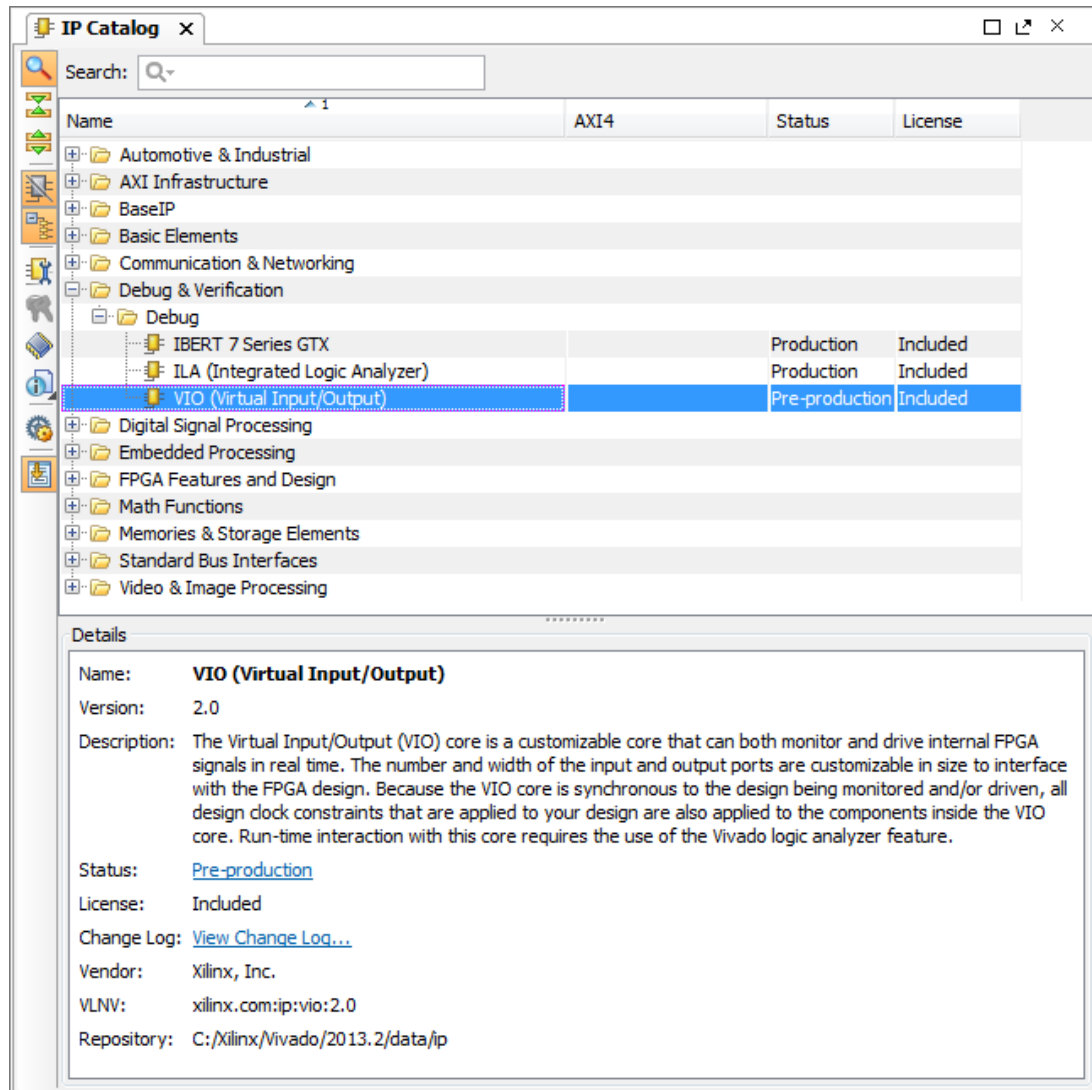 IP Catalog
Search:
1
Name AXI4 Status License
Automotive & Industrial
AXI Infrastructure
BaseIP
Basic Elements
Communication & Networking
Debug & Verification
Debug
IBERT 7 Series GTX Production Included
ILA (Integrated Logic Analyzer) Production Included
VIO (Virtual Input/Output) Pre-production Included
Digital Signal Processing
Embedded Processing
FPGA Features and Design
Math Functions
Memories & Storage Elements
Standard Bus Interfaces
Video & Image Processing
Details
Name: VIO (Virtual Input/Output)
Version: 2.0
Description: The Virtual Input/Output (VIO) core is a customizable core that can both monitor and drive internal FPGA
signals in real time. The number and width of the input and output ports are customizable in size to interface
with the FPGA design. Because the VIO core is synchronous to the design being monitored and/or driven, all
design clock constraints that are applied to your design are also applied to the components inside the VIO
core. Run-time interaction with this core requires the use of the Vivado logic analyzer feature.
Status: Pre-production
License: Included
Change Log: View Change Log...
Vendor: Xilinx, Inc.
VLNV: xilinx.com:ip:vio:2.0
Repository: C:/Xilinx/Vivado/2013.2/data/ip